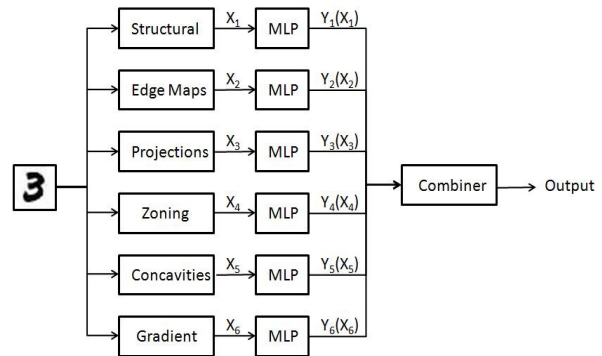 Structural X₁ MLP Y₁(X₁)
Edge Maps X₂ MLP Y₂(X₂)
Projections X₃ MLP Y₃(X₃)
3 Combiner Output
Zoning X₄ MLP Y₄(X₄)
Concavities X₅ MLP Y₅(X₅)
Gradient X₆ MLP Y₆(X₆)